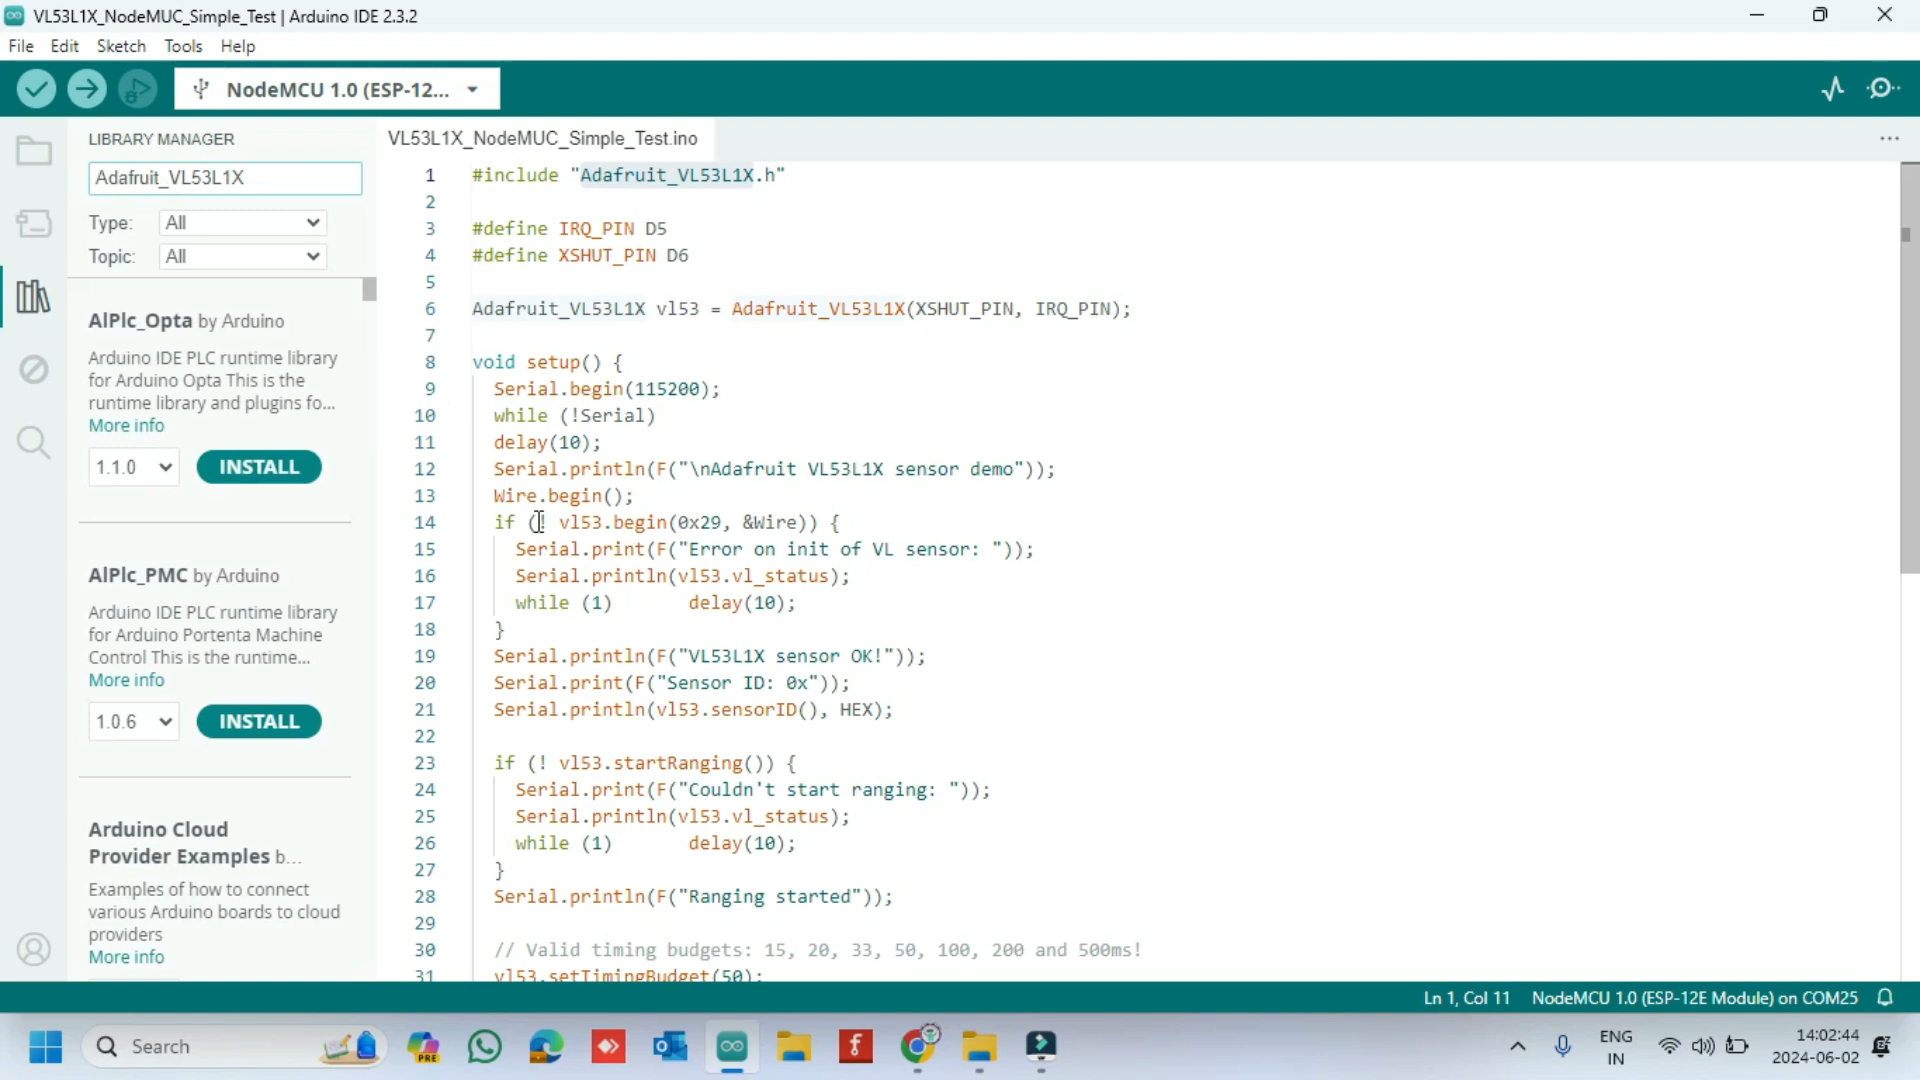 VL53L1X_NodeMUC_Simple_Test | Arduino IDE 2.3.2
File Edit Sketch Tools Help
NodeMCU 1.0 (ESP-12...
LIBRARY MANAGER
Adafruit_VL53L1X
Type: All
Topic: All
AlPlc_Opta by Arduino
Arduino IDE PLC runtime library
for Arduino Opta This is the
runtime library and plugins fo...
More info
1.1.0 INSTALL
AlPlc_PMC by Arduino
Arduino IDE PLC runtime library
for Arduino Portenta Machine
Control This is the runtime...
More info
1.0.6 INSTALL
Arduino Cloud
Provider Examples b...
Examples of how to connect
various Arduino boards to cloud
providers
More info
VL53L1X_NodeMUC_Simple_Test.ino
1 #include "Adafruit_VL53L1X.h"
2
3 #define IRQ_PIN D5
4 #define XSHUT_PIN D6
5
6 Adafruit_VL53L1X vl53 = Adafruit_VL53L1X(XSHUT_PIN, IRQ_PIN);
7
8 void setup() {
9 Serial.begin(115200);
10 while (!Serial)
11 delay(10);
12 Serial.println(F("\nAdafruit VL53L1X sensor demo"));
13 Wire.begin();
14 if (! vl53.begin(0x29, &Wire)) {
15 Serial.print(F("Error on init of VL sensor: "));
16 Serial.println(vl53.vl_status);
17 while (1) delay(10);
18 }
19 Serial.println(F("VL53L1X sensor OK!"));
20 Serial.print(F("Sensor ID: 0x"));
21 Serial.println(vl53.sensorID(), HEX);
22
23 if (! vl53.startRanging()) {
24 Serial.print(F("Couldn't start ranging: "));
25 Serial.println(vl53.vl_status);
26 while (1) delay(10);
27 }
28 Serial.println(F("Ranging started"));
29
30 // Valid timing budgets: 15, 20, 33, 50, 100, 200 and 500ms!
31 vl53.setTimingBudget(50);
Ln 1, Col 11 NodeMCU 1.0 (ESP-12E Module) on COM25
Search
PRE
ENG
IN
14:02:44
2024-06-02